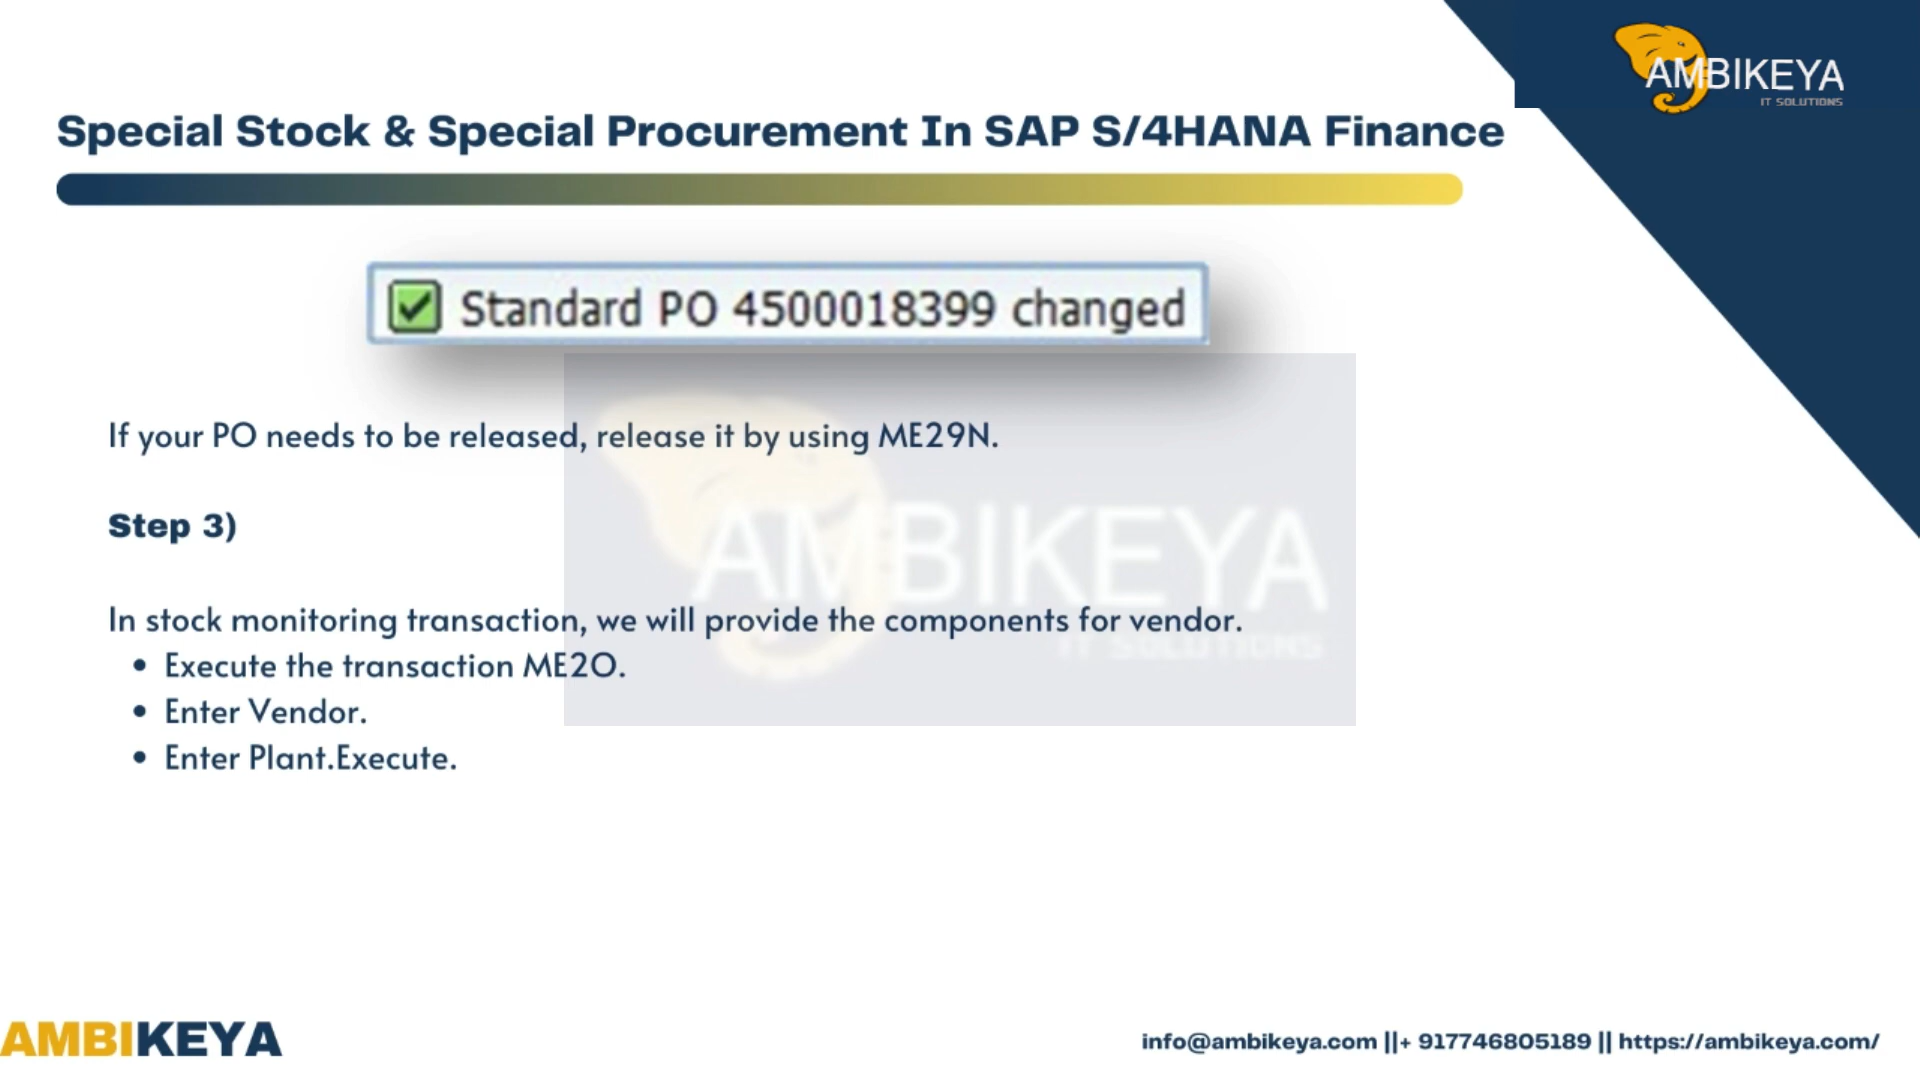 AMBIKEYA
IT SOLUTIONS
Special Stock & Special Procurement In SAP S/4HANA Finance
Standard PO 4500018399 changed
If your PO needs to be released, release it by using ME29N.
Step 3)
AMBIKEYA
IT SOLUTIONS
In stock monitoring transaction, we will provide the components for vendor.
• Execute the transaction ME2O.
• Enter Vendor.
• Enter Plant.Execute.
AMBIKEYA
info@ambikeya.com ||+ 917746805189 || https://ambikeya.com/